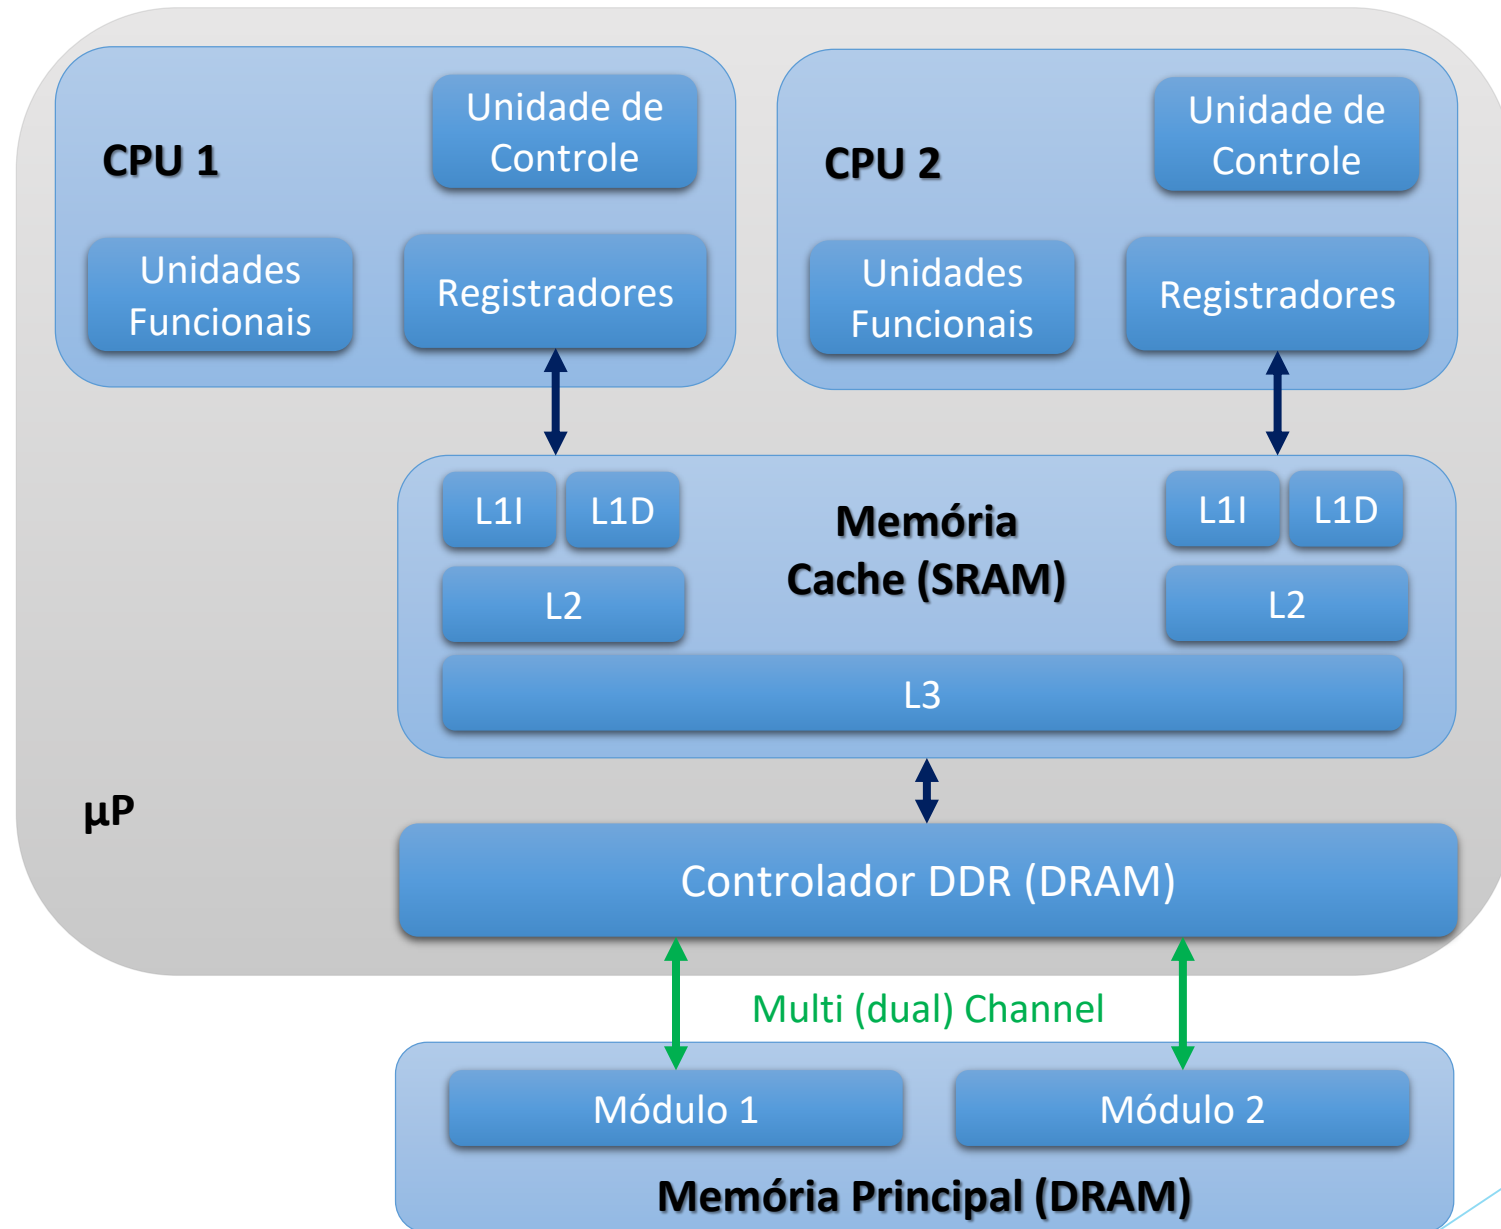 CPU 1
Unidade de
Controle
Unidades
Funcionais
Registradores
CPU 2
Unidade de
Controle
Unidades
Funcionais
Registradores
L1I
L1D
L2
Memória
Cache (SRAM)
L1I
L1D
L2
L3
µP
Controlador DDR (DRAM)
Multi (dual) Channel
Módulo 1
Módulo 2
Memória Principal (DRAM)